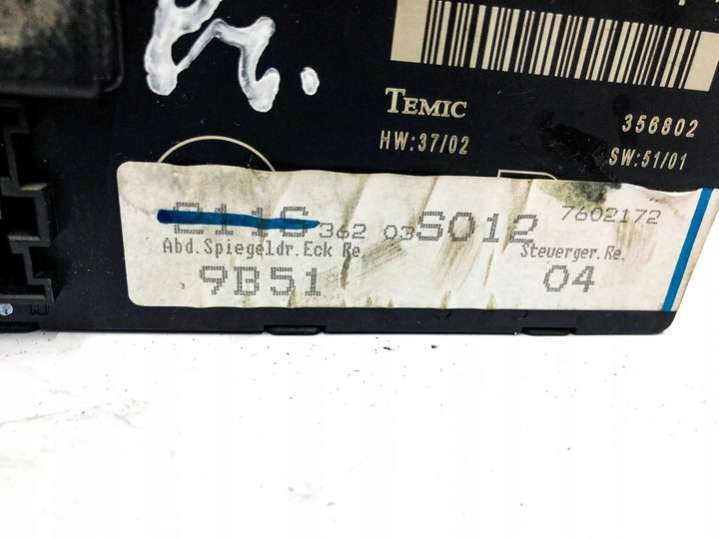 TEMIC
356802
HW:37/02
SW:51/01
211S 362 03 S012 7602172
Abd.Spiegeldr.Eck Re. Steuerger.Re.
9B51 04